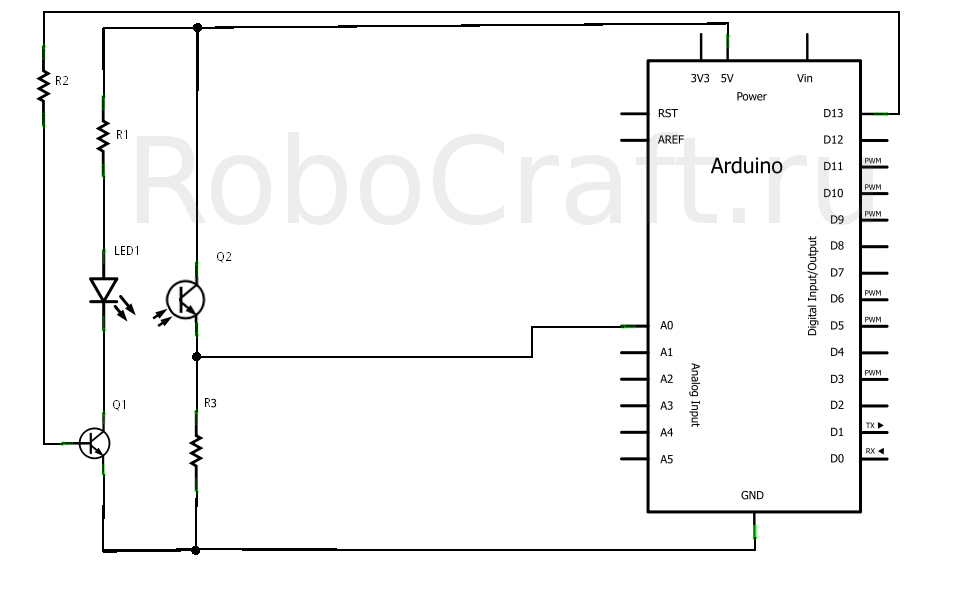 R2
R1
LED1
Q2
Q1
R3
RoboCraft.ru
3V3 5V Vin
Power
RST
AREF
Arduino
D13
D12
D11 PWM
D10 PWM
D9 PWM
D8
D7
D6 PWM
D5 PWM
D4
D3 PWM
D2
D1 TX ▶
D0 RX ◀
Digital Input/Output
A0
A1
A2
A3
A4
A5
Analog Input
GND